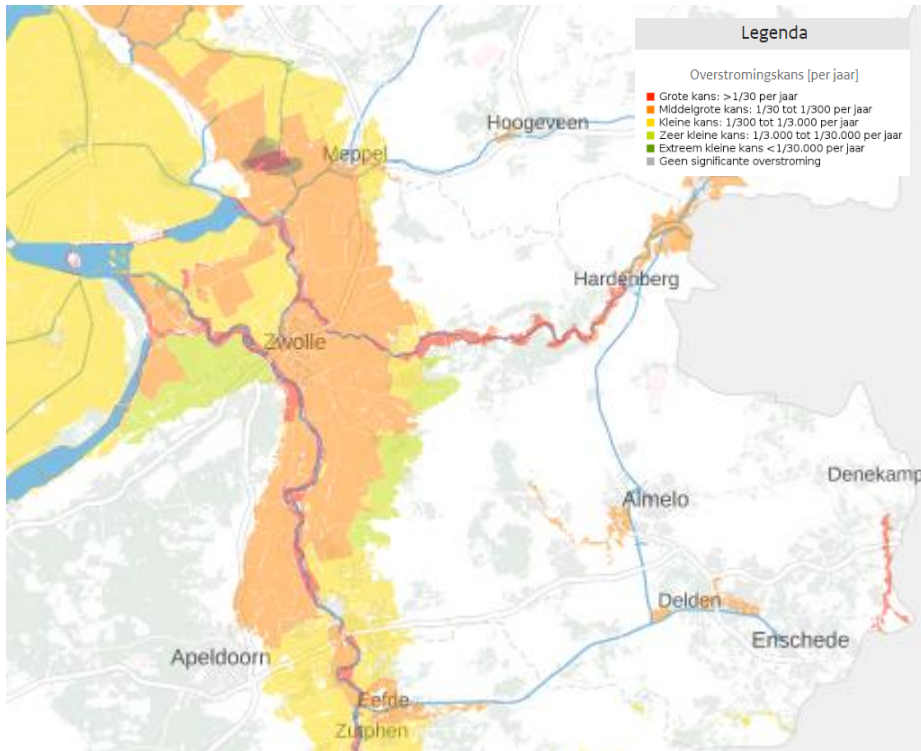 Legenda
Overstromingskans [per jaar]
Grote kans: >1/30 per jaar
Middelgrote kans: 1/30 tot 1/300 per jaar
Kleine kans: 1/300 tot 1/3.000 per jaar
Zeer kleine kans: 1/3.000 tot 1/30.000 per jaar
Extreem kleine kans <1/30.000 per jaar
Geen significante overstroming
Hoogeveen
Meppel
Hardenberg
Zwolle
Denekamp
Almelo
Delden
Enschede
Apeldoorn
Eefde
Zutphen